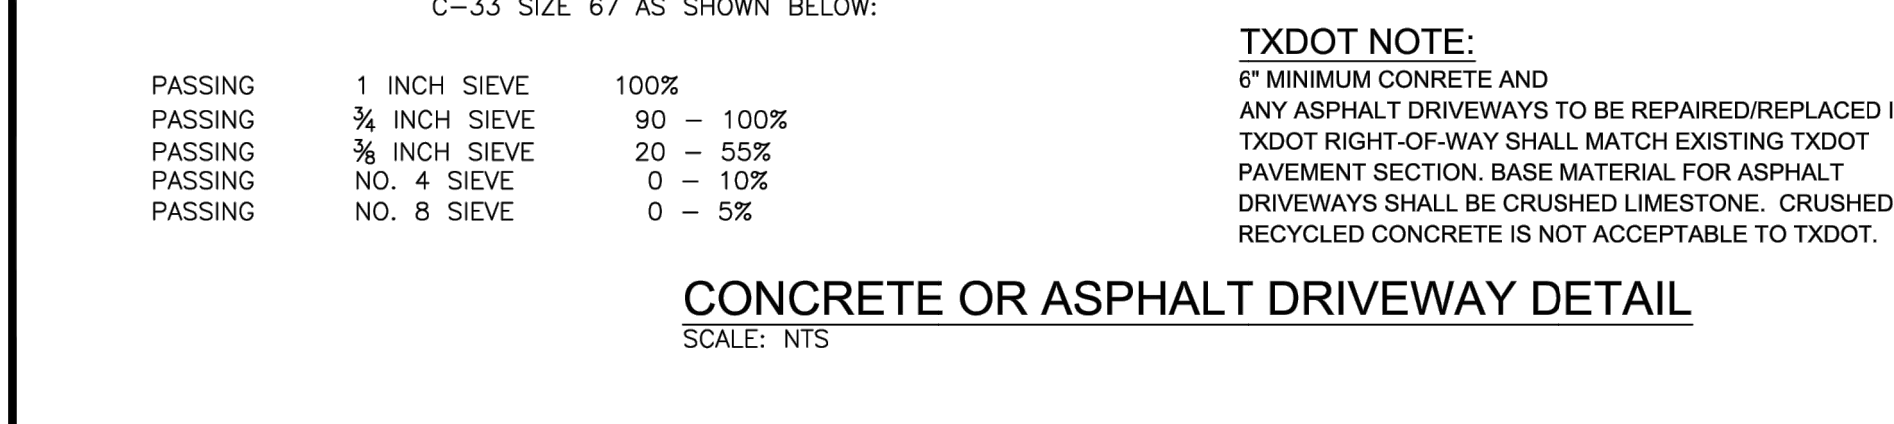 C-33 SIZE 67 AS SHOWN BELOW:
PASSING 1 INCH SIEVE 100%
PASSING ¾ INCH SIEVE 90 - 100%
PASSING ⅜ INCH SIEVE 20 - 55%
PASSING NO. 4 SIEVE 0 - 10%
PASSING NO. 8 SIEVE 0 - 5%
TXDOT NOTE:
6" MINIMUM CONRETE AND
ANY ASPHALT DRIVEWAYS TO BE REPAIRED/REPLACED
TXDOT RIGHT-OF-WAY SHALL MATCH EXISTING TXDOT
PAVEMENT SECTION. BASE MATERIAL FOR ASPHALT
DRIVEWAYS SHALL BE CRUSHED LIMESTONE. CRUSHED
RECYCLED CONCRETE IS NOT ACCEPTABLE TO TXDOT.
CONCRETE OR ASPHALT DRIVEWAY DETAIL
SCALE: NTS